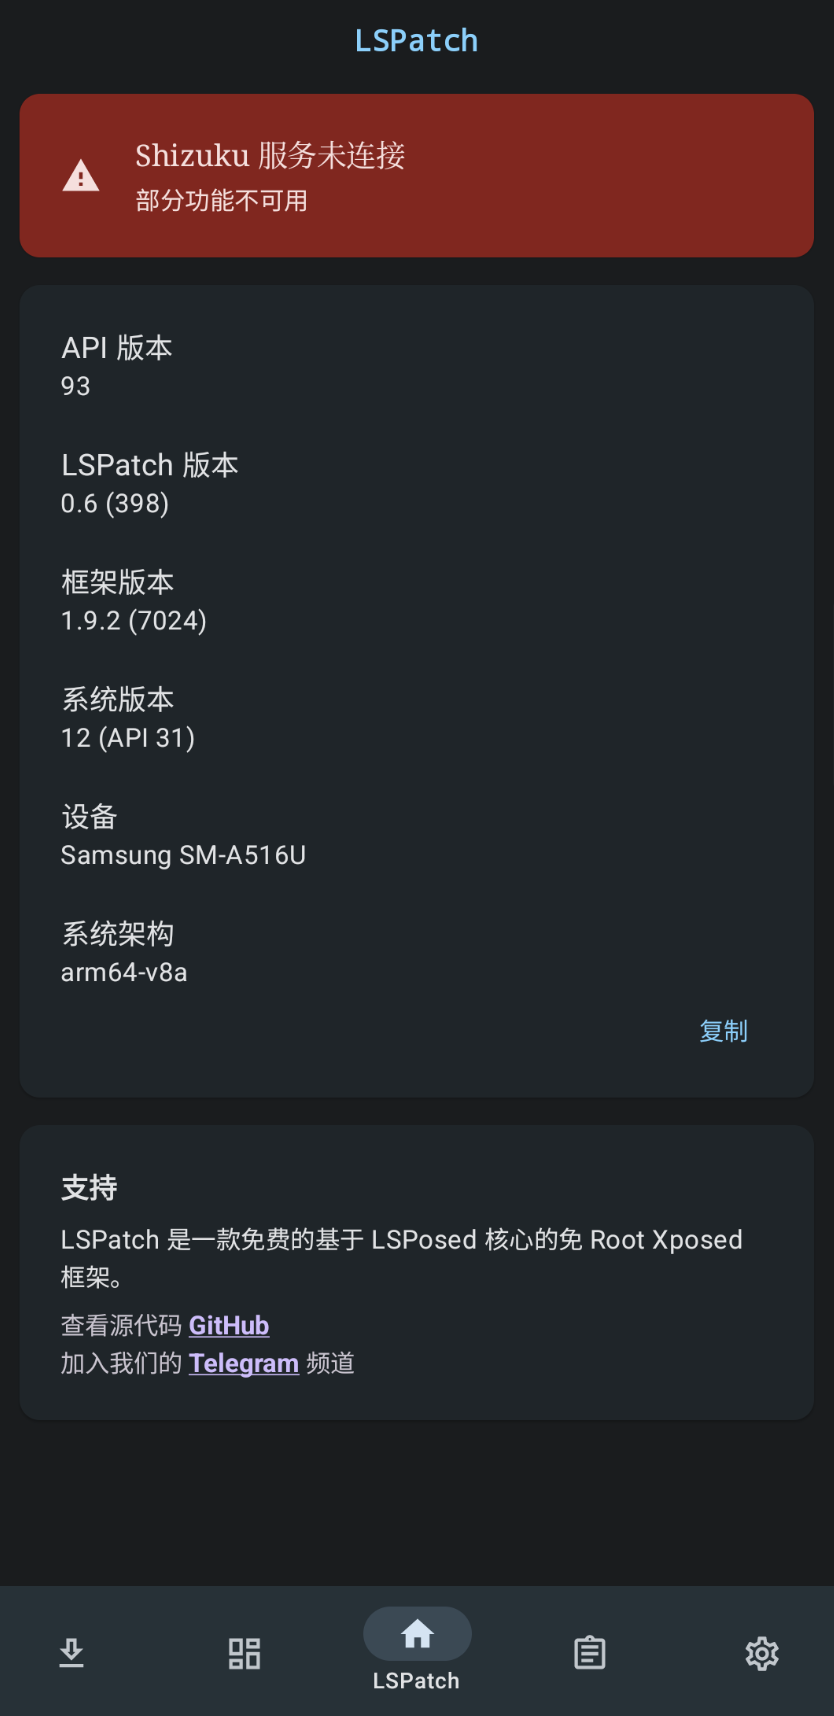 LSPatch
Shizuku 服务未连接
部分功能不可用
API 版本
93
LSPatch 版本
0.6 (398)
框架版本
1.9.2 (7024)
系统版本
12 (API 31)
设备
Samsung SM-A516U
系统架构
arm64-v8a
复制
支持
LSPatch 是一款免费的基于 LSPosed 核心的免 Root Xposed
框架。
查看源代码 GitHub
加入我们的 Telegram 频道
LSPatch